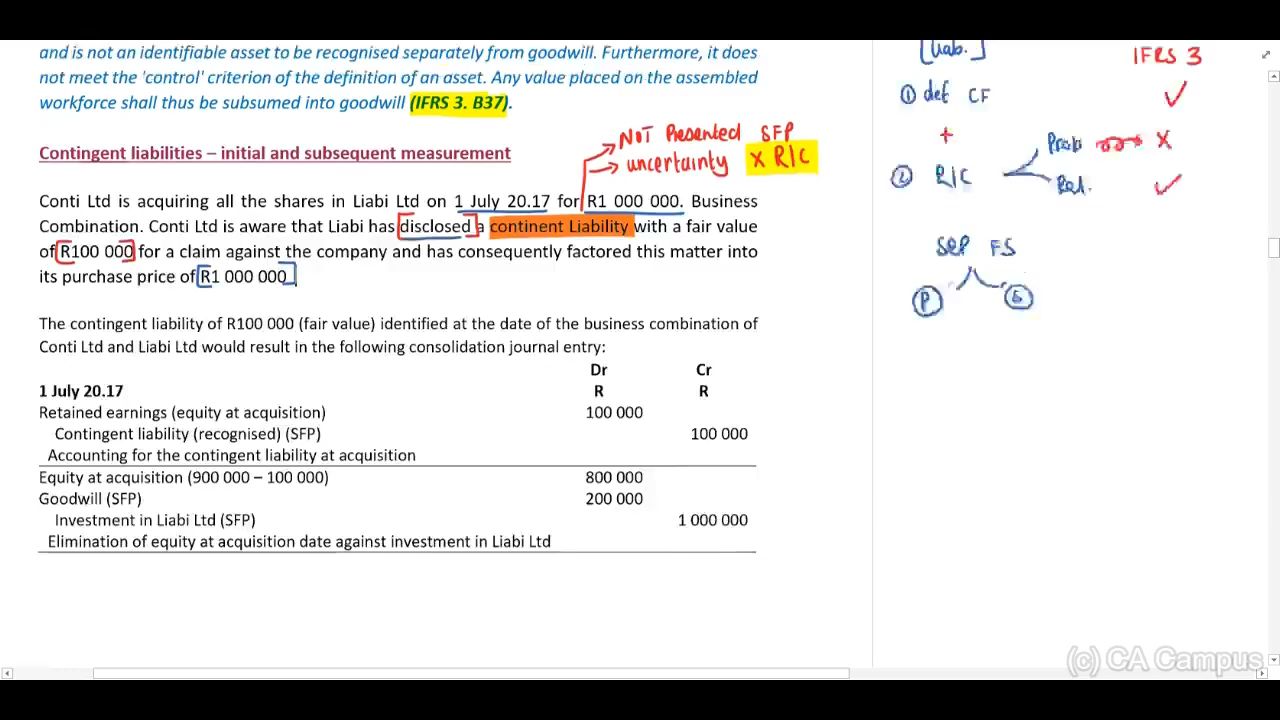 and is not an identifiable asset to be recognised separately from goodwill. Furthermore, it does
not meet the 'control' criterion of the definition of an asset. Any value placed on the assembled
workforce shall thus be subsumed into goodwill (IFRS 3. B37).
NOT Presented SFP
Contingent liabilities – initial and subsequent measurement
uncertainty X R/C
Conti Ltd is acquiring all the shares in Liabi Ltd on 1 July 20.17 for R1 000 000. Business
Combination. Conti Ltd is aware that Liabi has disclosed a continent Liability with a fair value
of R100 000 for a claim against the company and has consequently factored this matter into
its purchase price of R1 000 000
The contingent liability of R100 000 (fair value) identified at the date of the business combination of
Conti Ltd and Liabi Ltd would result in the following consolidation journal entry:
Dr Cr
1 July 20.17 R R
Retained earnings (equity at acquisition) 100 000
Contingent liability (recognised) (SFP) 100 000
Accounting for the contingent liability at acquisition
Equity at acquisition (900 000 – 100 000) 800 000
Goodwill (SFP) 200 000
Investment in Liabi Ltd (SFP) 1 000 000
Elimination of equity at acquisition date against investment in Liabi Ltd
[liab.] IFRS 3
① def CF ✓
+
Prob X
② R/C
Rel. ✓
SEP FS
P S
(c) CA Campus